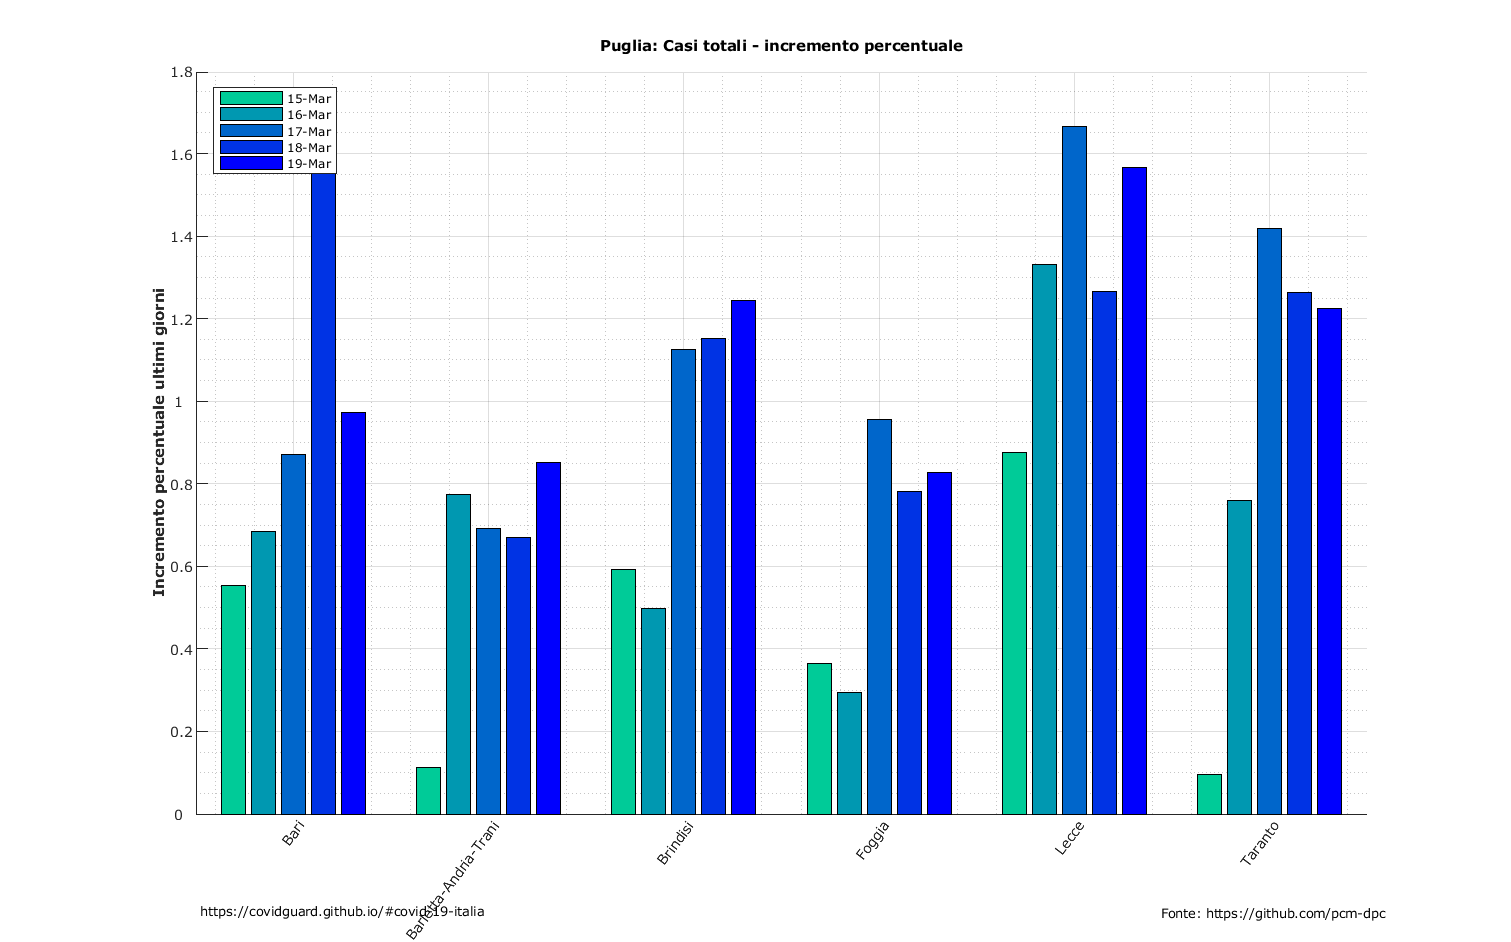 Puglia: Casi totali - incremento percentuale
Incremento percentuale ultimi giorni
1.8
1.6
1.4
1.2
1
0.8
0.6
0.4
0.2
0
15-Mar
16-Mar
17-Mar
18-Mar
19-Mar
Bari
Barletta-Andria-Trani
Brindisi
Foggia
Lecce
Taranto
https://covidguard.github.io/#covid-19-italia
Fonte: https://github.com/pcm-dpc